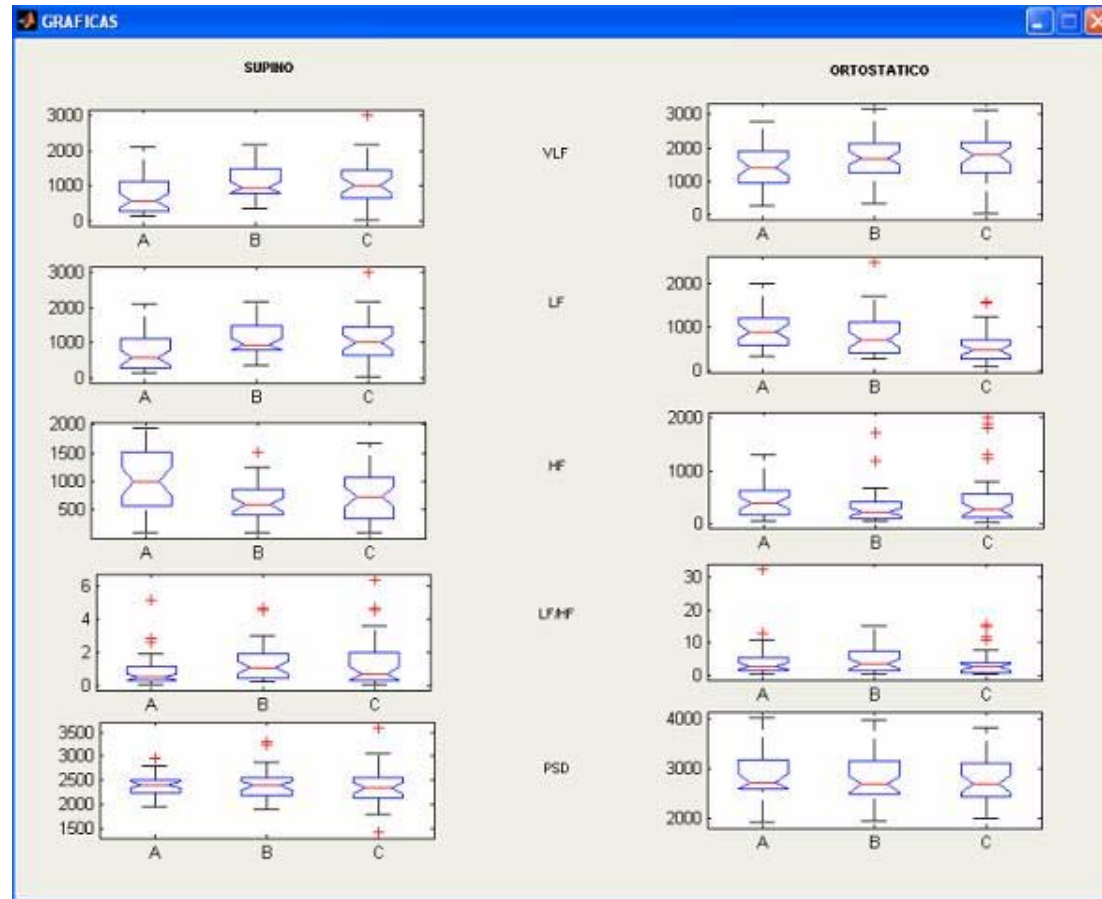 GRAFICAS
SUPINO
ORTOSTATICO
3000
2000
1000
0
A B C
VLF
3000
2000
1000
0
A B C
3000
2000
1000
0
A B C
LF
2000
1000
0
A B C
2000
1500
1000
500
A B C
HF
2000
1000
0
A B C
6
4
2
0
A B C
LF/HF
30
20
10
0
A B C
3500
3000
2500
2000
1500
A B C
PSD
4000
3000
2000
A B C